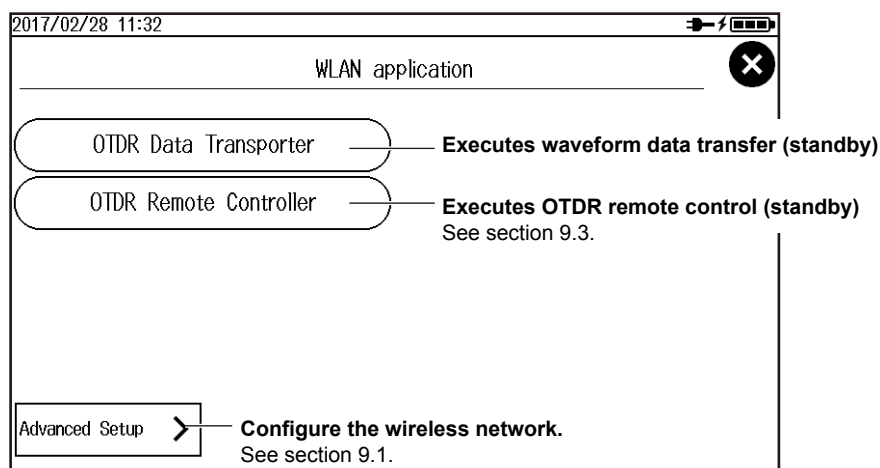 2017/02/28 11:32
WLAN application
OTDR Data Transporter
Executes waveform data transfer (standby)
OTDR Remote Controller
Executes OTDR remote control (standby)
See section 9.3.
Advanced Setup
Configure the wireless network.
See section 9.1.